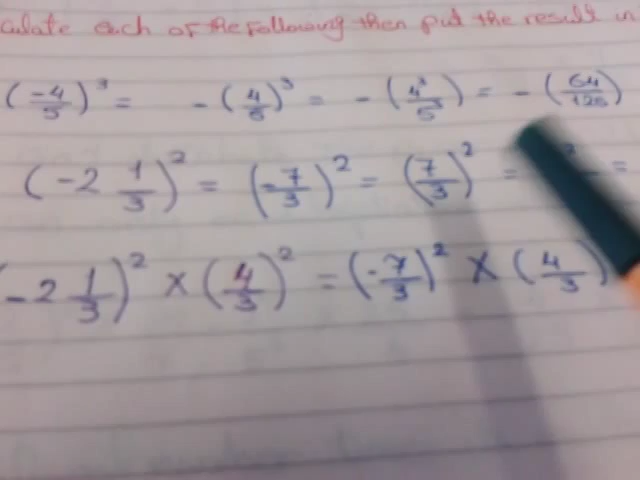 culate each of the following then put the result in
(-4/5)³ = -(4/5)³ = -(4³/5³) = -(64/125)
(-2 1/3)² = (-7/3)² = (7/3)² = =
(-2 1/3)² × (4/3)² = (-7/3)² × (4/3)